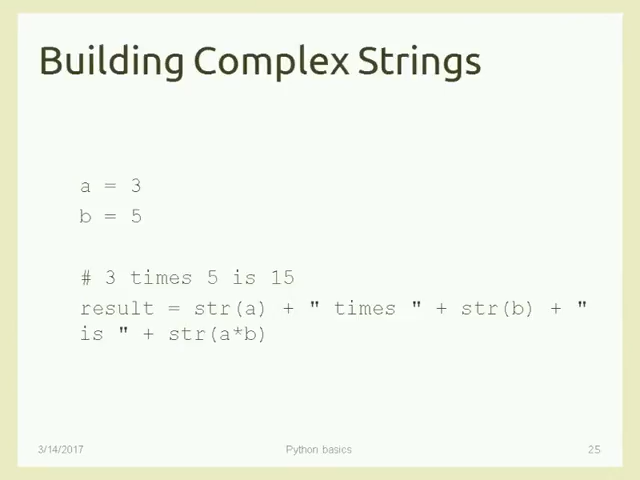 Building Complex Strings
a = 3
b = 5
# 3 times 5 is 15
result = str(a) + " times " + str(b) + "
is " + str(a*b)
3/14/2017
Python basics
25